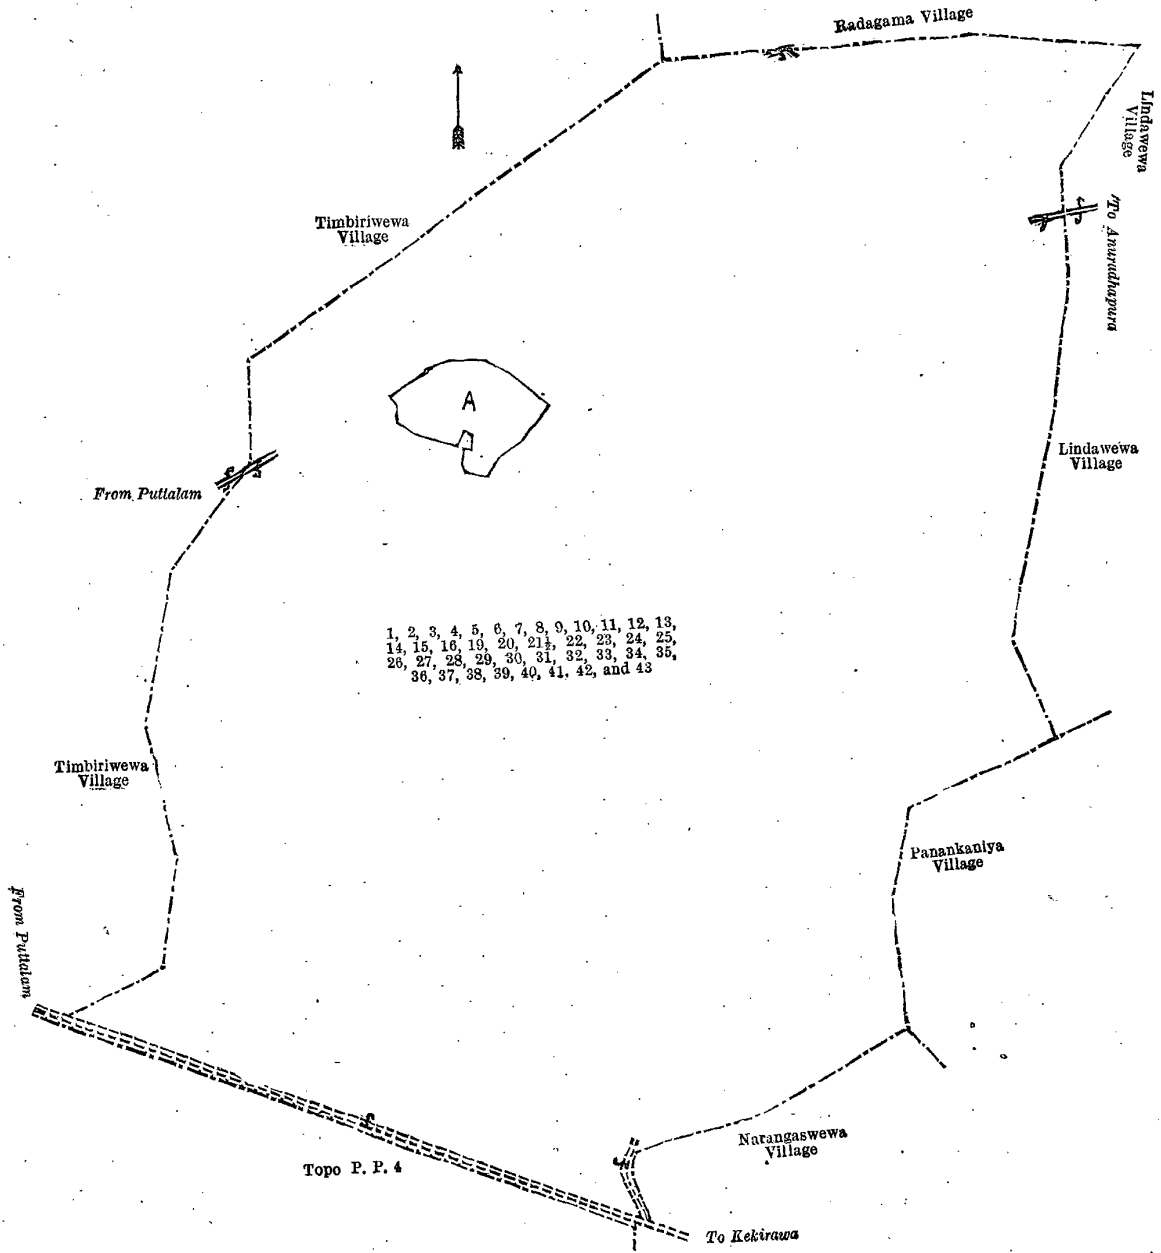 Radagama Village
Lindawewa
Village
Timbiriwewa
Village
To Anuradhapura
A
Lindawewa
Village
From Puttalam
1, 2, 3, 4, 5, 6, 7, 8, 9, 10, 11, 12, 13,
14, 15, 16, 19, 20, 21½, 22, 23, 24, 25,
26, 27, 28, 29, 30, 31, 32, 33, 34, 35,
36, 37, 38, 39, 40, 41, 42, and 43
Timbiriwewa
Village
Panankaniya
Village
From Puttalam
Narangaswewa
Village
Topo P. P. 4
To Kekirawa